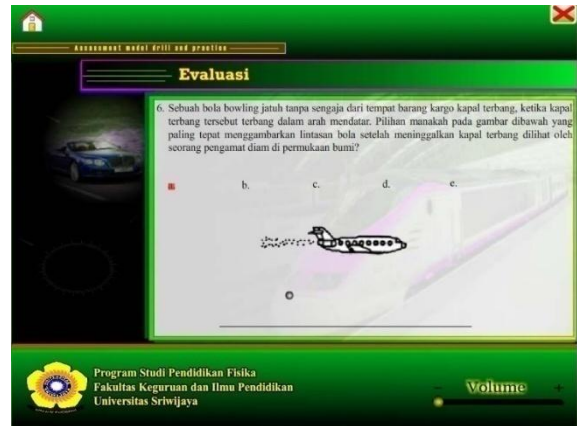 Assessment model drill and practice
Evaluasi
6. Sebuah bola bowling jatuh tanpa sengaja dari tempat barang kargo kapal terbang, ketika kapal
terbang tersebut terbang dalam arah mendatar. Pilihan manakah pada gambar dibawah yang
paling tepat menggambarkan lintasan bola setelah meninggalkan kapal terbang dilihat oleh
seorang pengamat diam di permukaan bumi?
a. b. c. d. e.
Program Studi Pendidikan Fisika
Fakultas Keguruan dan Ilmu Pendidikan
Universitas Sriwijaya
- Volume +